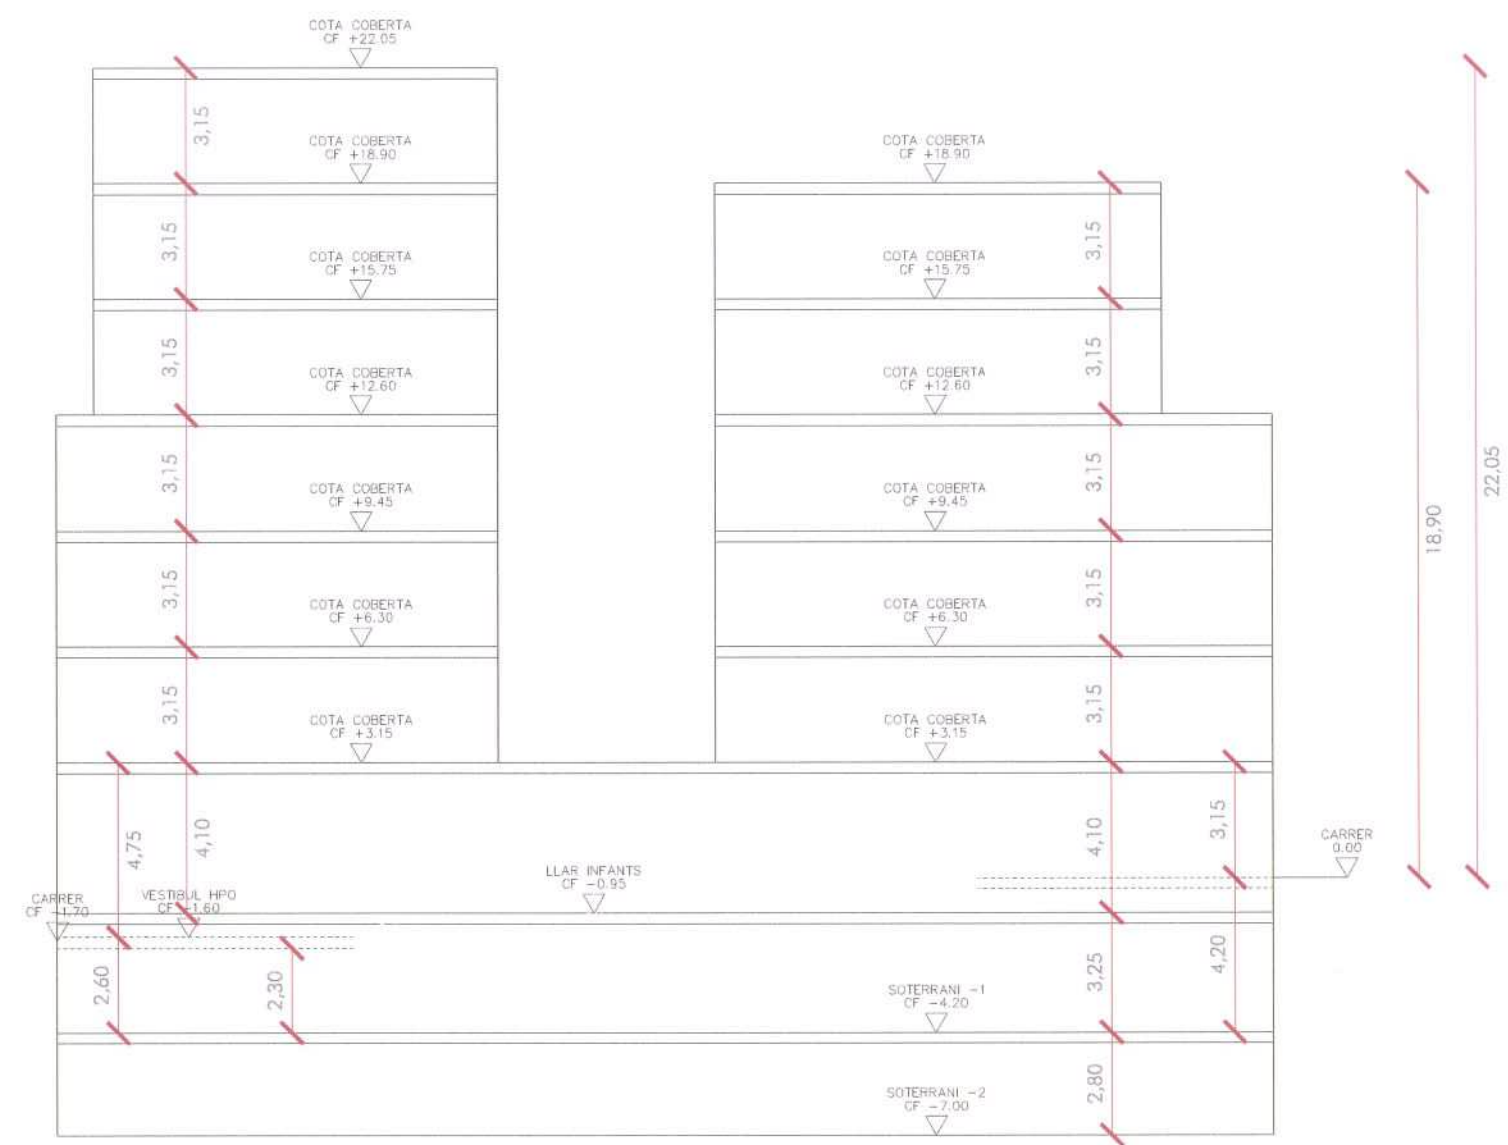 COTA COBERTA
CF +22.05
3,15
COTA COBERTA
CF +18.90
COTA COBERTA
CF +18.90
3,15
3,15
COTA COBERTA
CF +15.75
COTA COBERTA
CF +15.75
3,15
3,15
COTA COBERTA
CF +12.60
COTA COBERTA
CF +12.60
3,15
3,15
22,05
18,90
COTA COBERTA
CF +9.45
COTA COBERTA
CF +9.45
3,15
3,15
COTA COBERTA
CF +6.30
COTA COBERTA
CF +6.30
3,15
3,15
COTA COBERTA
CF +3.15
COTA COBERTA
CF +3.15
4,75
4,10
4,10
3,15
CARRER
0.00
LLAR INFANTS
CF -0.95
CARRER
CF -1.70
VESTIBUL HPO
CF -1.60
2,60
2,30
3,25
4,20
SOTERRANI -1
CF -4.20
2,80
SOTERRANI -2
CF -7.00